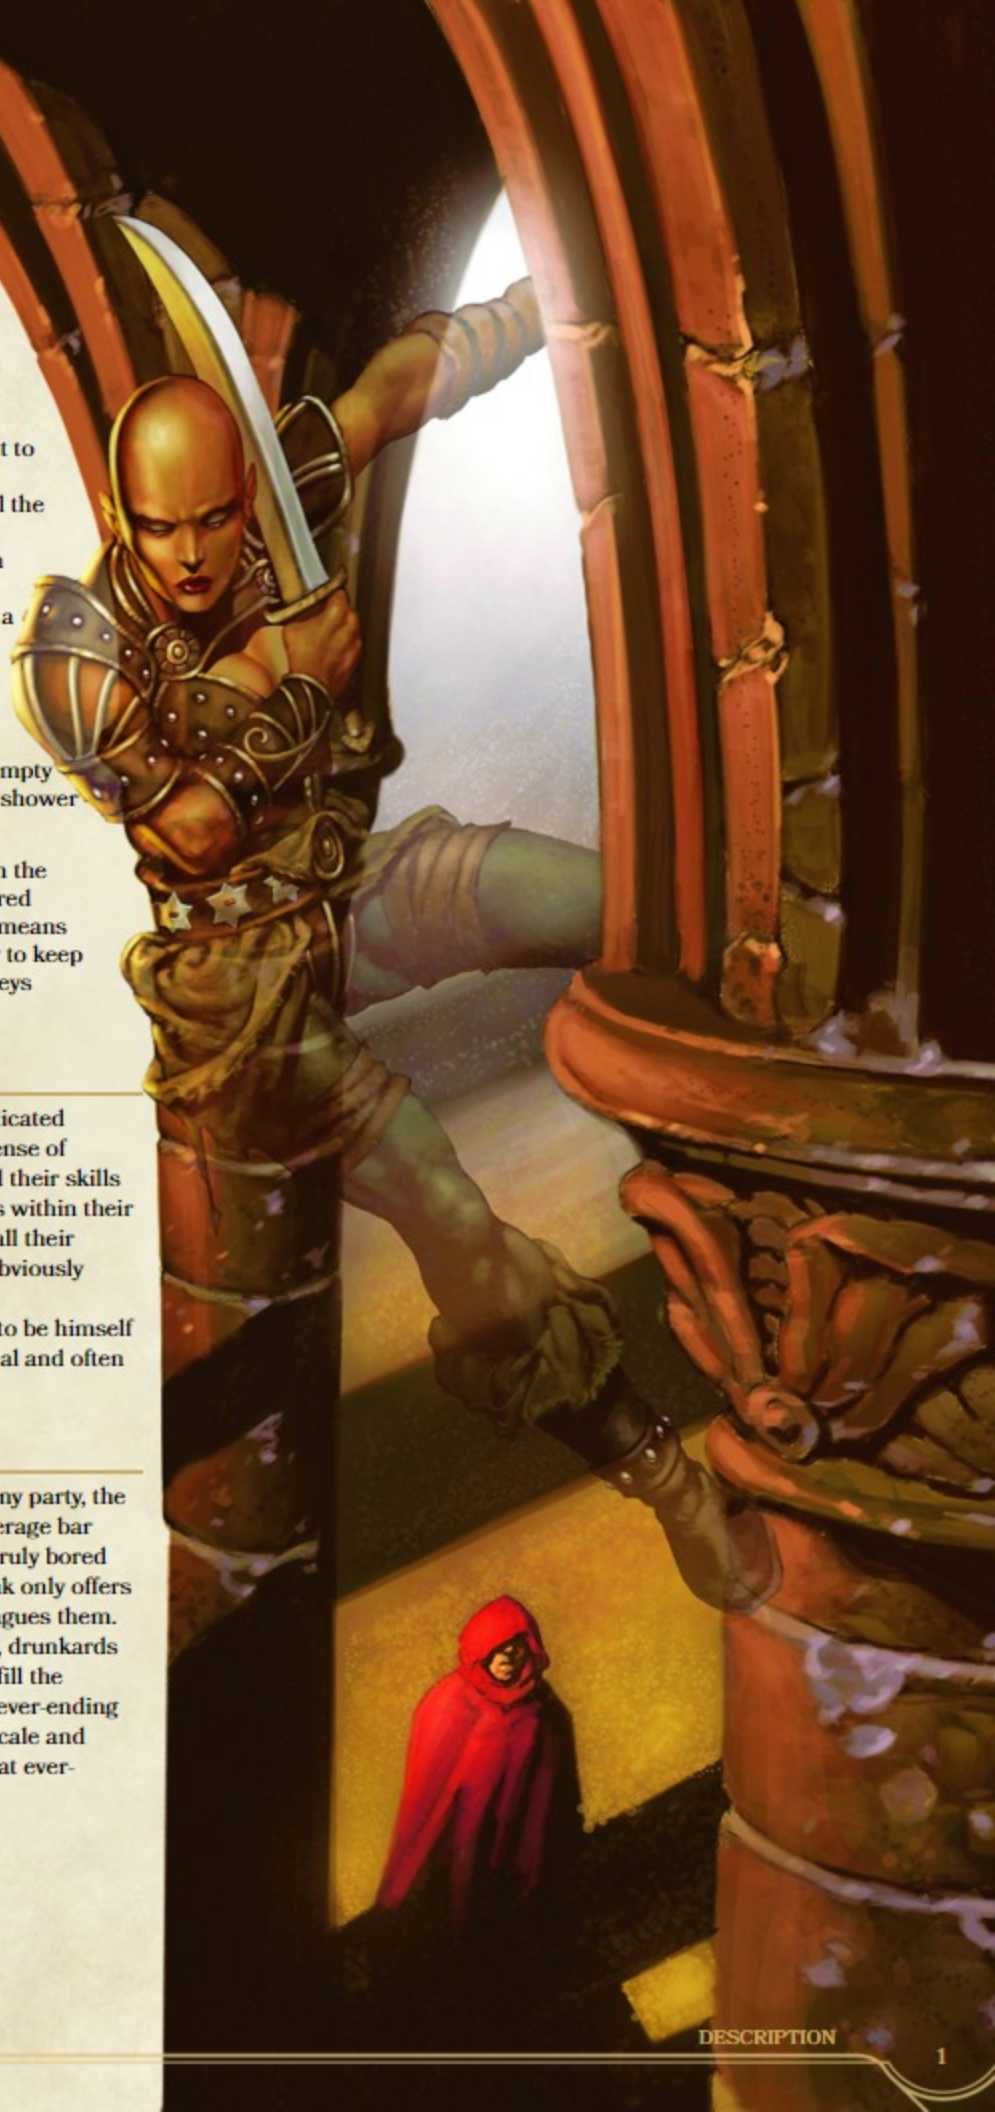 t to
l the
a
mpty
shower
n the
red
means
to keep
eys
icated
ense of
l their skills
s within their
all their
bviously
to be himself
al and often
ny party, the
erage bar
ruly bored
k only offers
gues them.
, drunkards
fill the
ever-ending
cale and
at ever-
DESCRIPTION
1